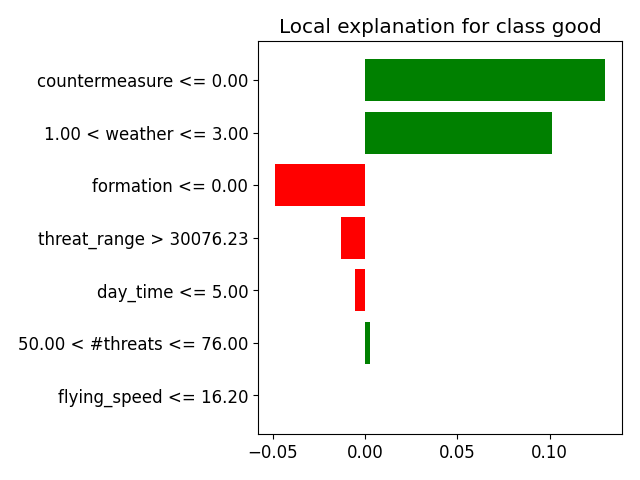 Local explanation for class good
countermeasure <= 0.00
1.00 < weather <= 3.00
formation <= 0.00
threat_range > 30076.23
day_time <= 5.00
50.00 < #threats <= 76.00
flying_speed <= 16.20
−0.05 0.00 0.05 0.10